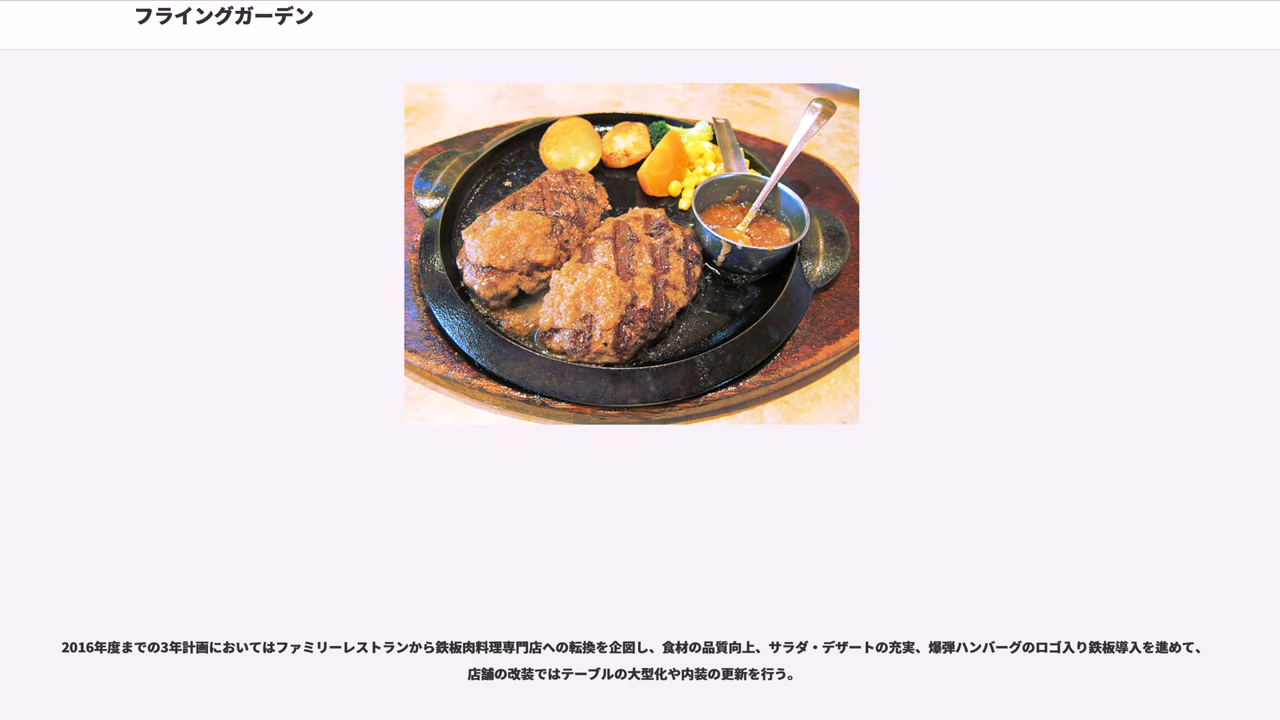 フライングガーデン
2016年度までの3年計画においてはファミリーレストランから鉄板肉料理専門店への転換を企図し、食材の品質向上、サラダ・デザートの充実、爆弾ハンバーグのロゴ入り鉄板導入を進めて、
店舗の改装ではテーブルの大型化や内装の更新を行う。